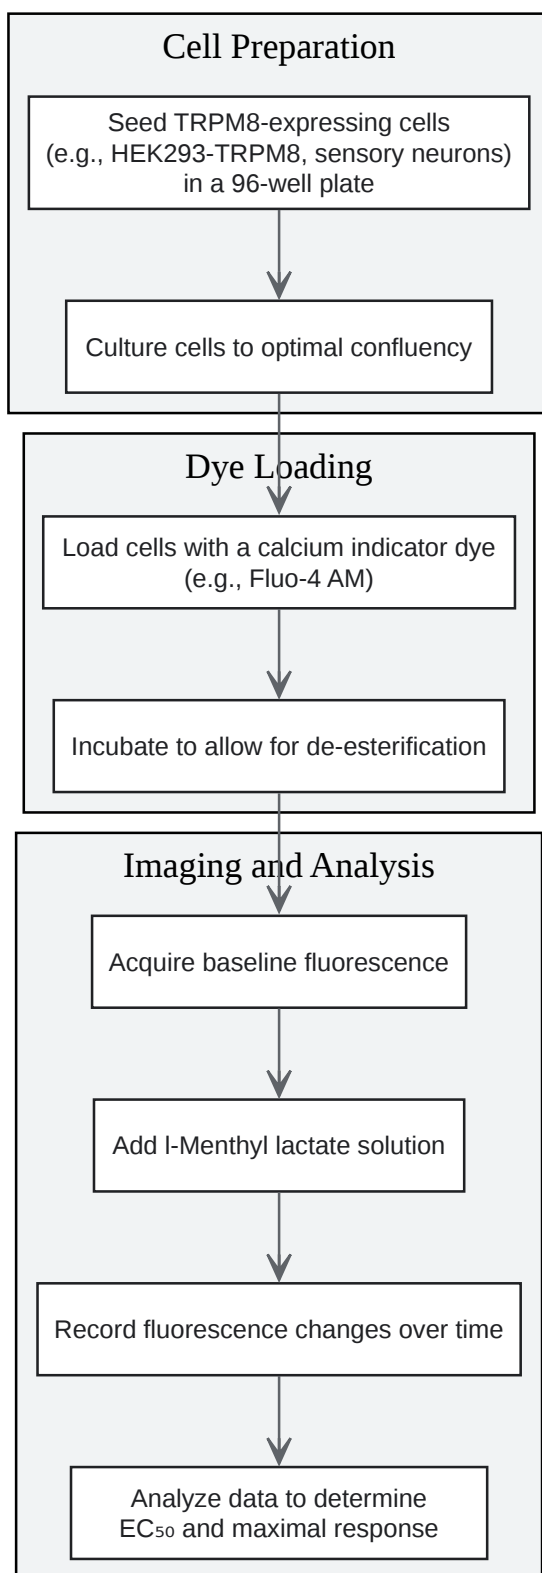 Cell Preparation
Seed TRPM8-expressing cells
(e.g., HEK293-TRPM8, sensory neurons)
in a 96-well plate
Culture cells to optimal confluency
Dye Loading
Load cells with a calcium indicator dye
(e.g., Fluo-4 AM)
Incubate to allow for de-esterification
Imaging and Analysis
Acquire baseline fluorescence
Add l-Menthyl lactate solution
Record fluorescence changes over time
Analyze data to determine
EC₅₀ and maximal response